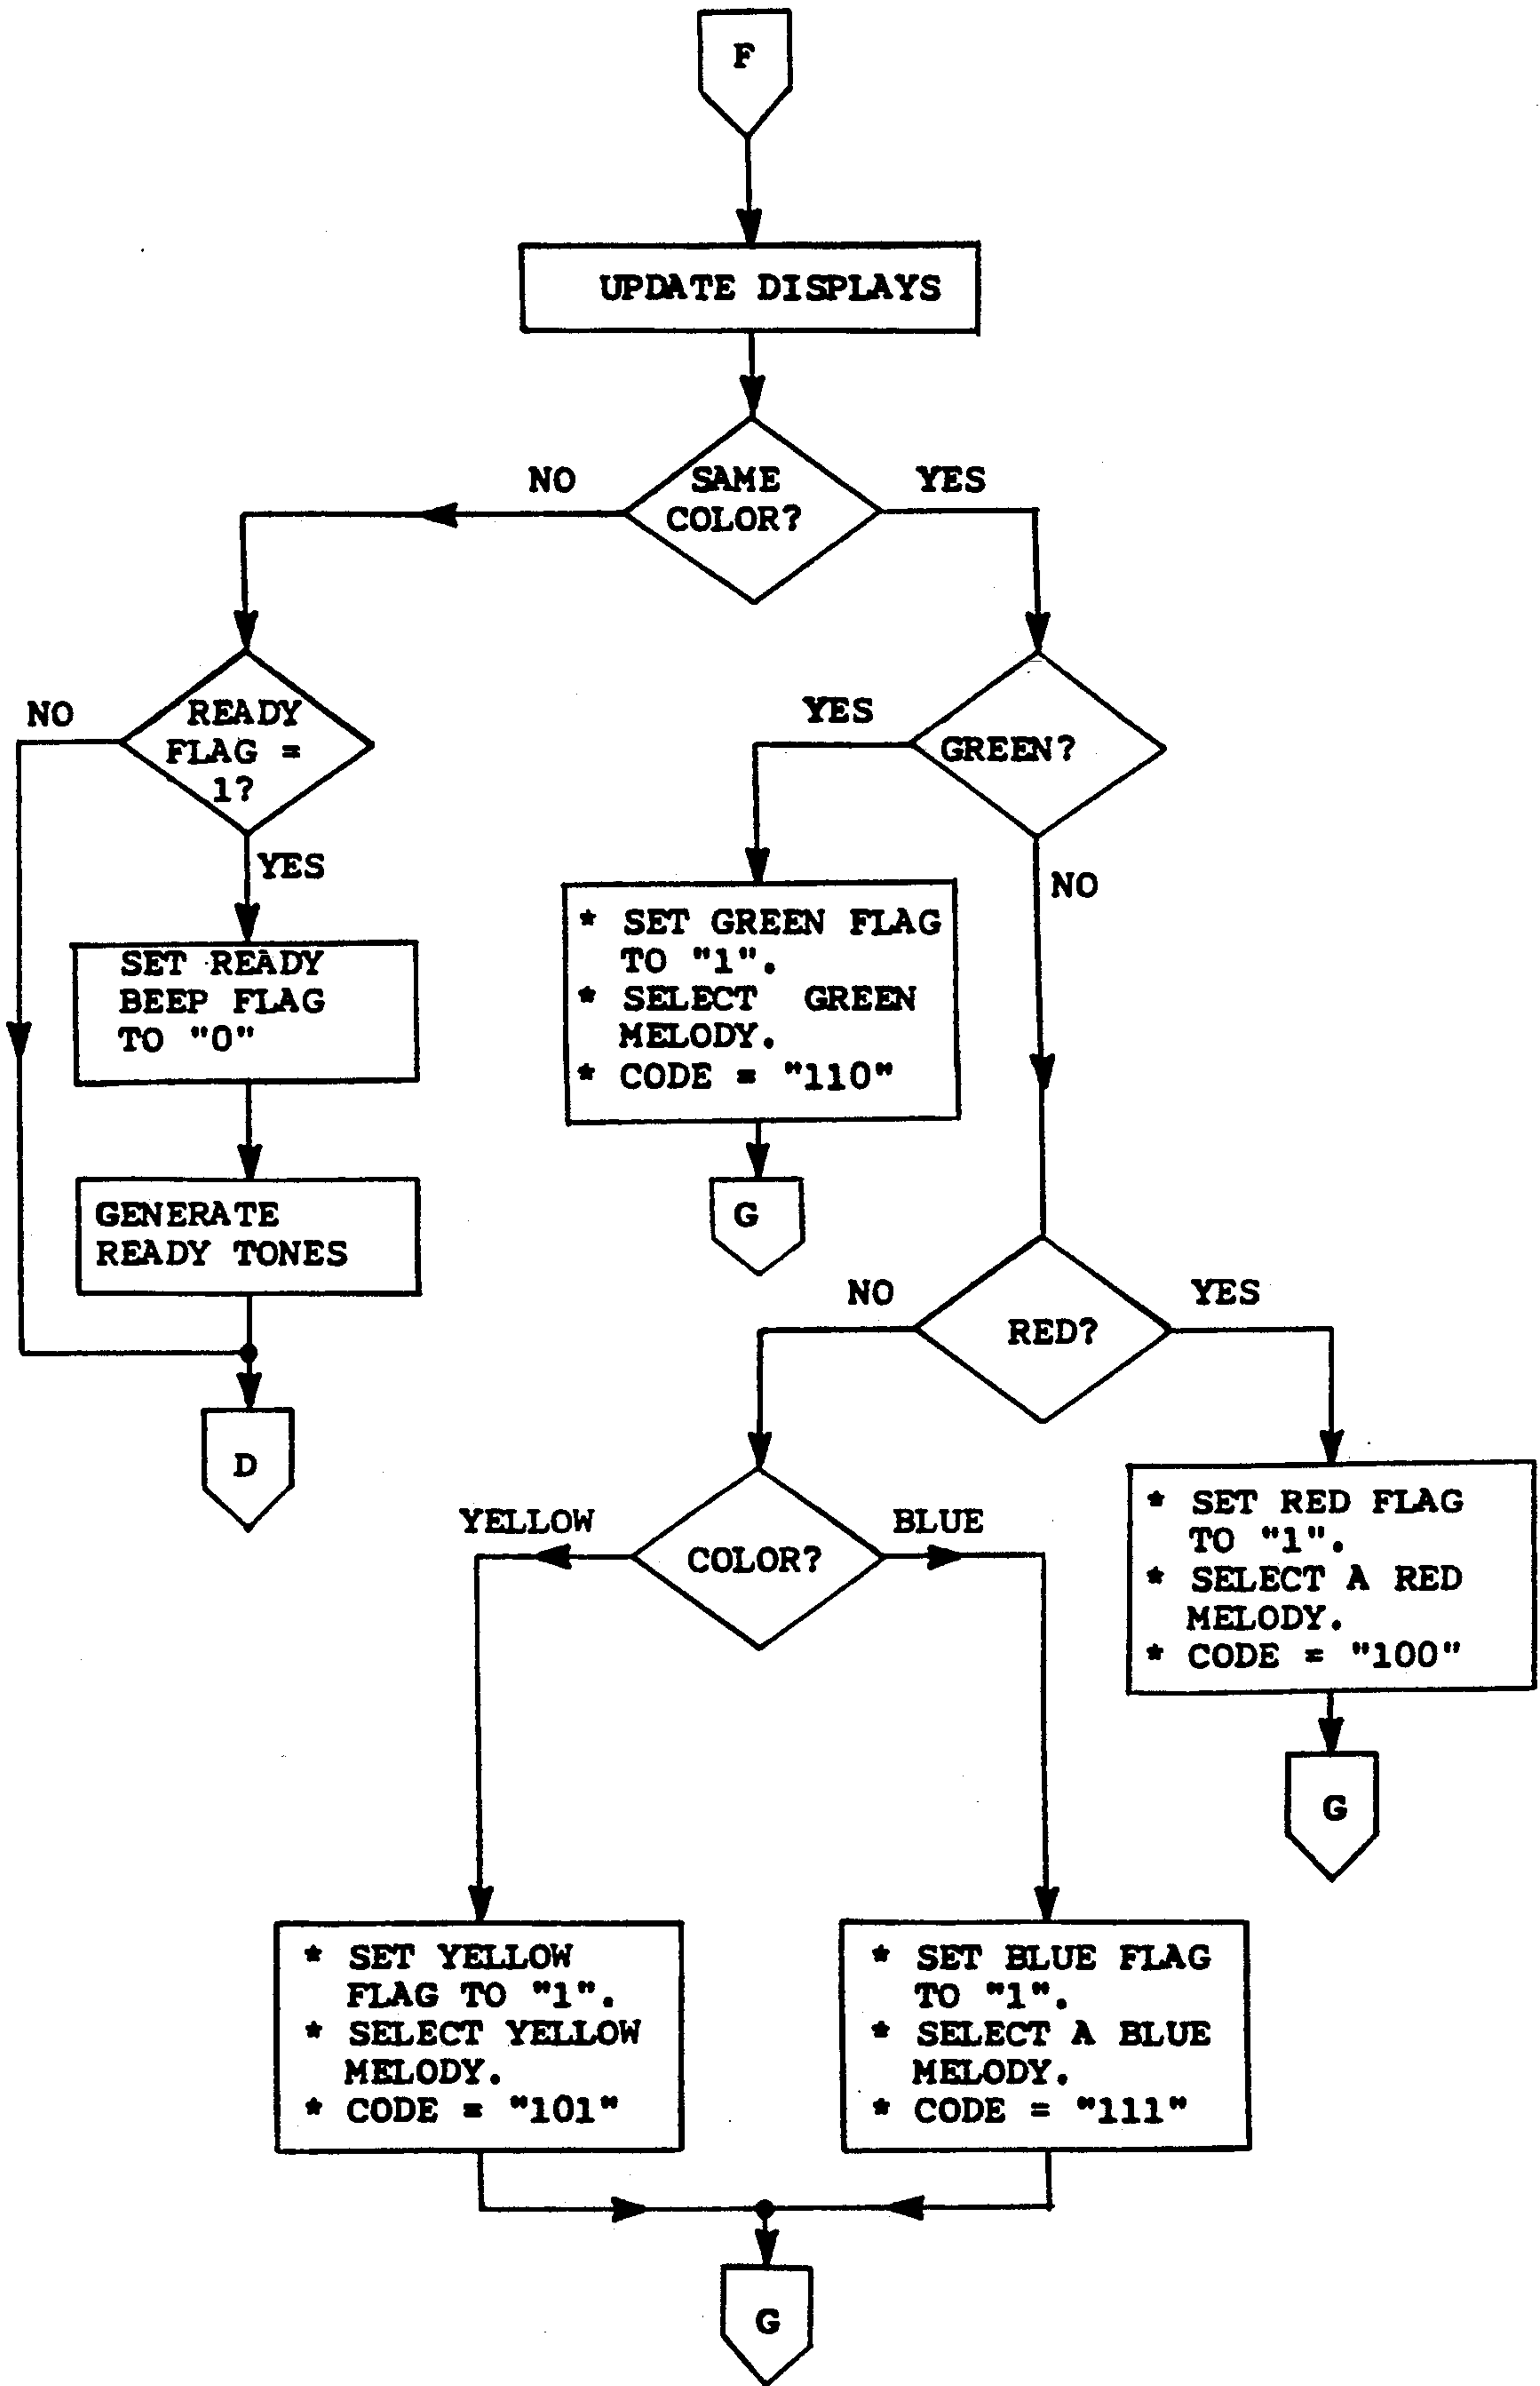 F
UPDATE DISPLAYS
SAME
COLOR?
NO
YES
READY
FLAG =
1?
NO
YES
SET READY
BEEP FLAG
TO "0"
GENERATE
READY TONES
D
GREEN?
YES
NO
* SET GREEN FLAG
TO "1".
* SELECT GREEN
MELODY.
* CODE = "110"
G
RED?
NO
YES
* SET RED FLAG
TO "1".
* SELECT A RED
MELODY.
* CODE = "100"
G
COLOR?
YELLOW
BLUE
* SET YELLOW
FLAG TO "1".
* SELECT YELLOW
MELODY.
* CODE = "101"
* SET BLUE FLAG
TO "1".
* SELECT A BLUE
MELODY.
* CODE = "111"
G